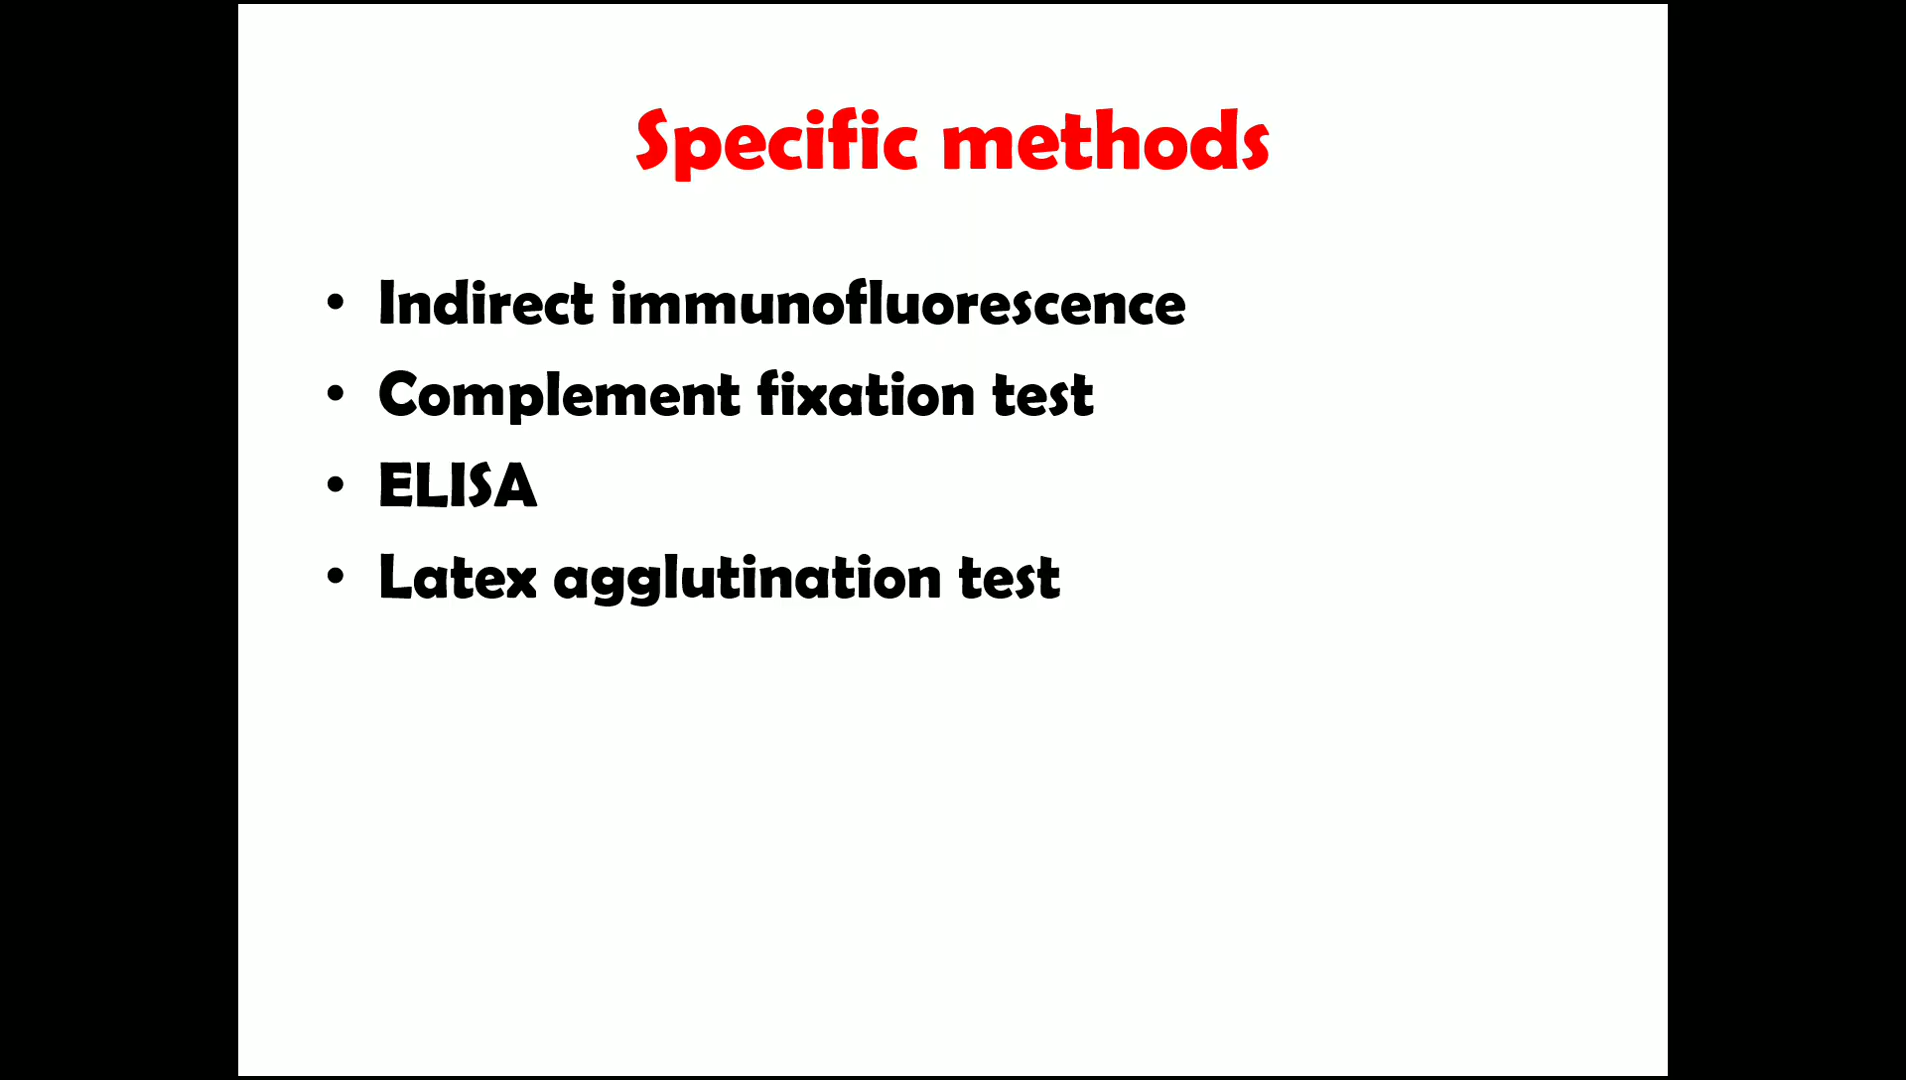 Specific methods
• Indirect immunofluorescence
• Complement fixation test
• ELISA
• Latex agglutination test